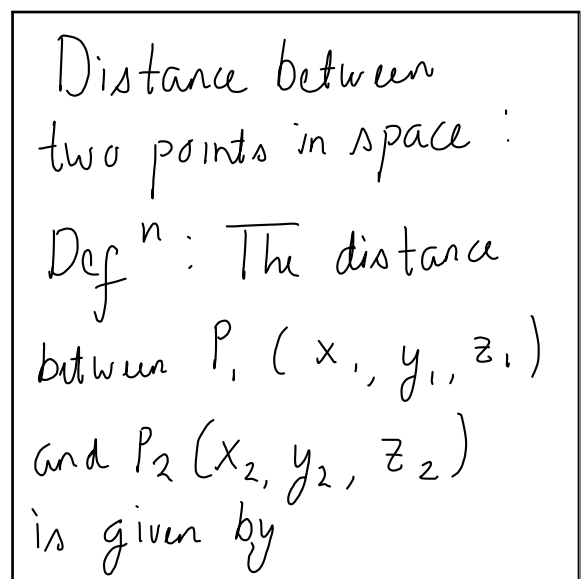 Distance between
two points in space :
Defⁿ : The distance
between P₁ ( x₁, y₁, z₁ )
and P₂ (x₂, y₂, z₂)
is given by